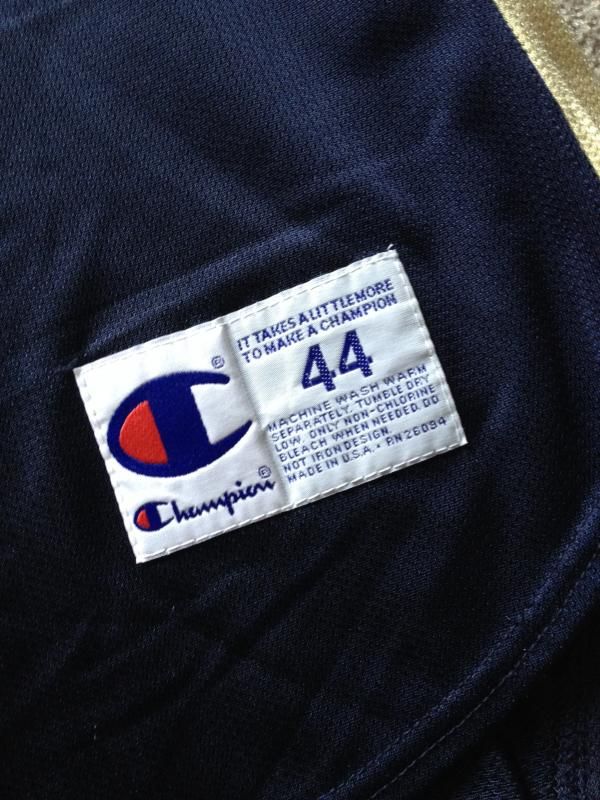 IT TAKES A LITTLE MORE
TO MAKE A CHAMPION
44
MACHINE WASH WARM
SEPARATELY. TUMBLE DRY
LOW. ONLY NON-CHLORINE
BLEACH WHEN NEEDED. DO
NOT IRON DESIGN.
MADE IN U.S.A. • RN 26094
®
Champion®